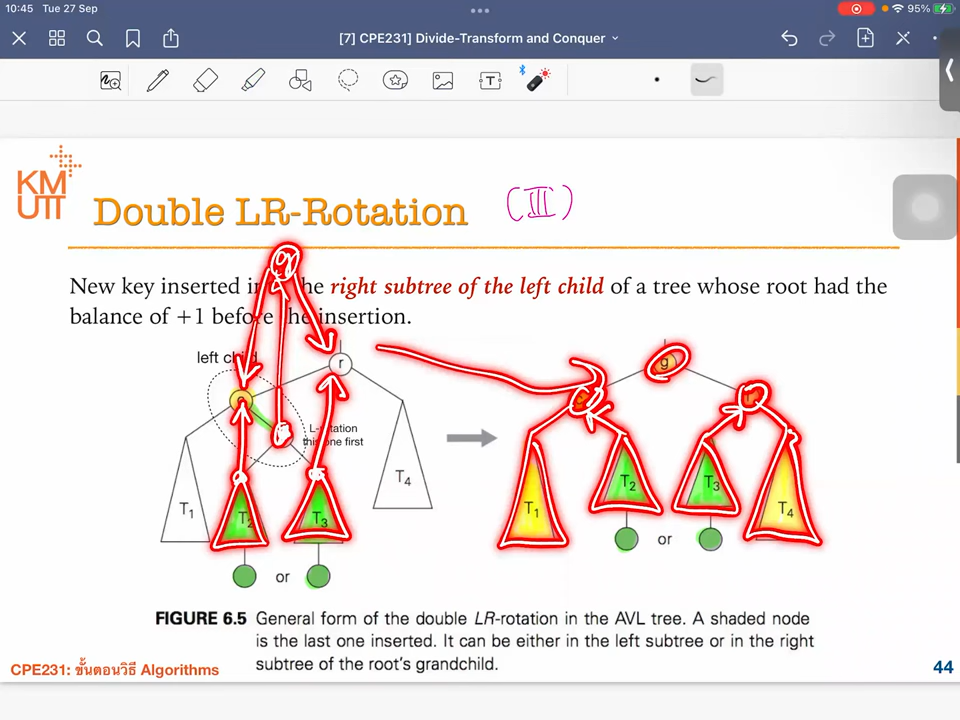 10:45 Tue 27 Sep
95%
[7] CPE231] Divide-Transform and Conquer
T
KM
UTT
Double LR-Rotation (III)
New key inserted in the right subtree of the left child of a tree whose root had the
balance of +1 before the insertion.
left child
r
g
L-rotation
this one first
T1
T2
T3
T4
T1
T2
T3
T4
or
or
FIGURE 6.5 General form of the double LR-rotation in the AVL tree. A shaded node
is the last one inserted. It can be either in the left subtree or in the right
subtree of the root's grandchild.
CPE231: ขั้นตอนวิธี Algorithms
44